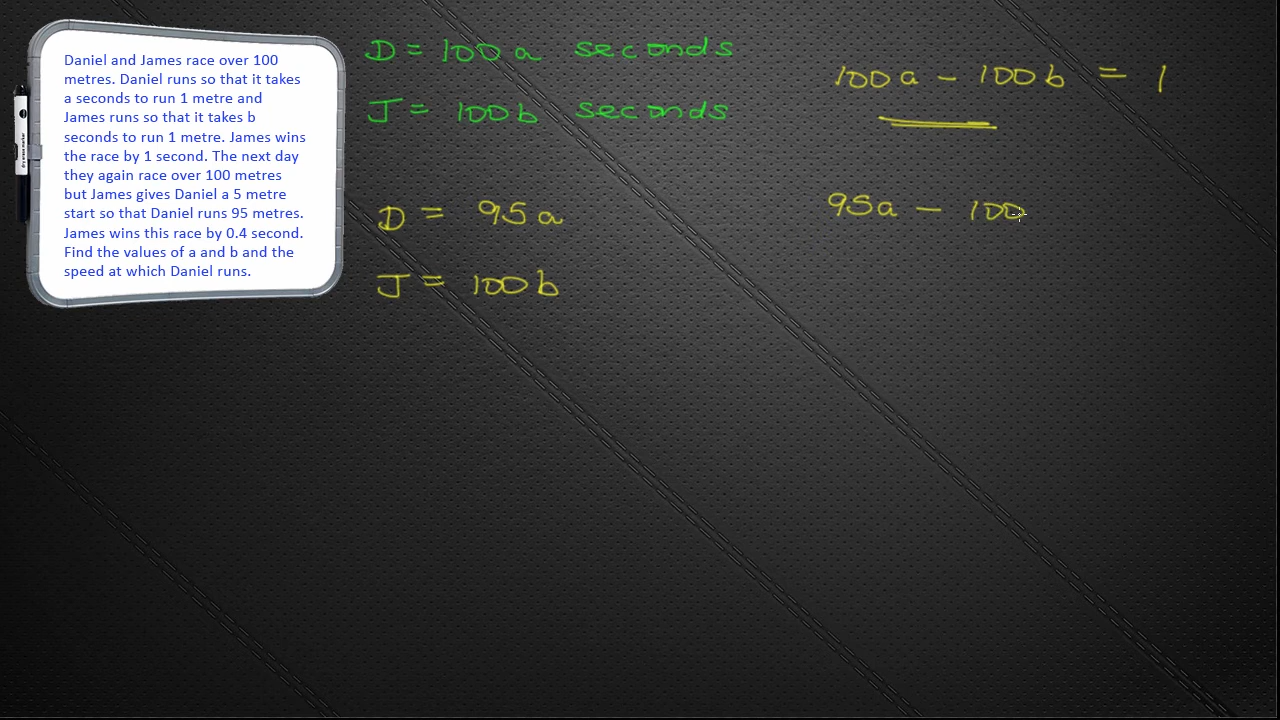 Daniel and James race over 100
metres. Daniel runs so that it takes
a seconds to run 1 metre and
James runs so that it takes b
seconds to run 1 metre. James wins
the race by 1 second. The next day
they again race over 100 metres
but James gives Daniel a 5 metre
start so that Daniel runs 95 metres.
James wins this race by 0.4 second.
Find the values of a and b and the
speed at which Daniel runs.
D = 100a seconds
J = 100b seconds
100a - 100b = 1
D = 95a
J = 100b
95a - 100